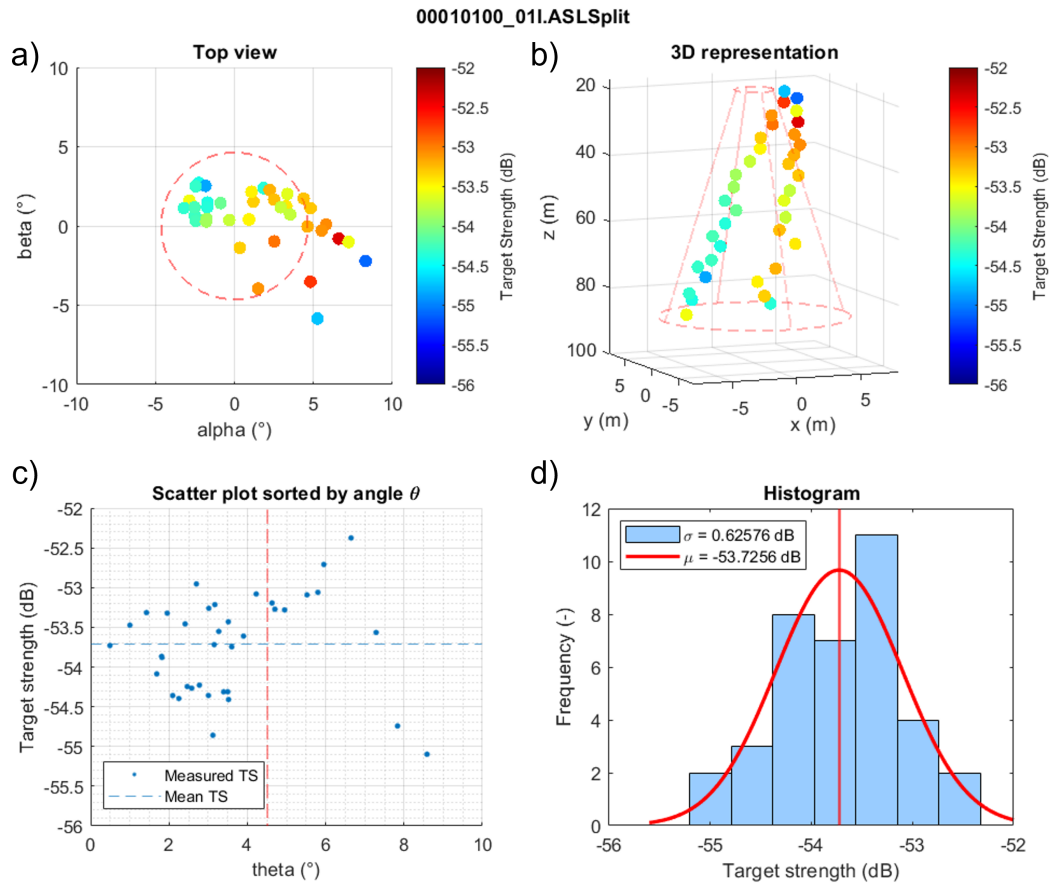 00010100_01I.ASLSplit
a)
Top view
10
5
0
-5
-10
-10
-5
0
5
10
beta (°)
alpha (°)
-52
-52.5
-53
-53.5
-54
-54.5
-55
-55.5
-56
Target Strength (dB)
b)
3D representation
20
40
60
80
100
z (m)
5
0
-5
y (m)
-5
0
5
x (m)
-52
-52.5
-53
-53.5
-54
-54.5
-55
-55.5
-56
Target Strength (dB)
c)
Scatter plot sorted by angle θ
-52
-52.5
-53
-53.5
-54
-54.5
-55
-55.5
-56
Target strength (dB)
Measured TS
Mean TS
0
2
4
6
8
10
theta (°)
d)
Histogram
12
10
8
6
4
2
0
Frequency (-)
σ = 0.62576 dB
μ = -53.7256 dB
-56
-55
-54
-53
-52
Target strength (dB)